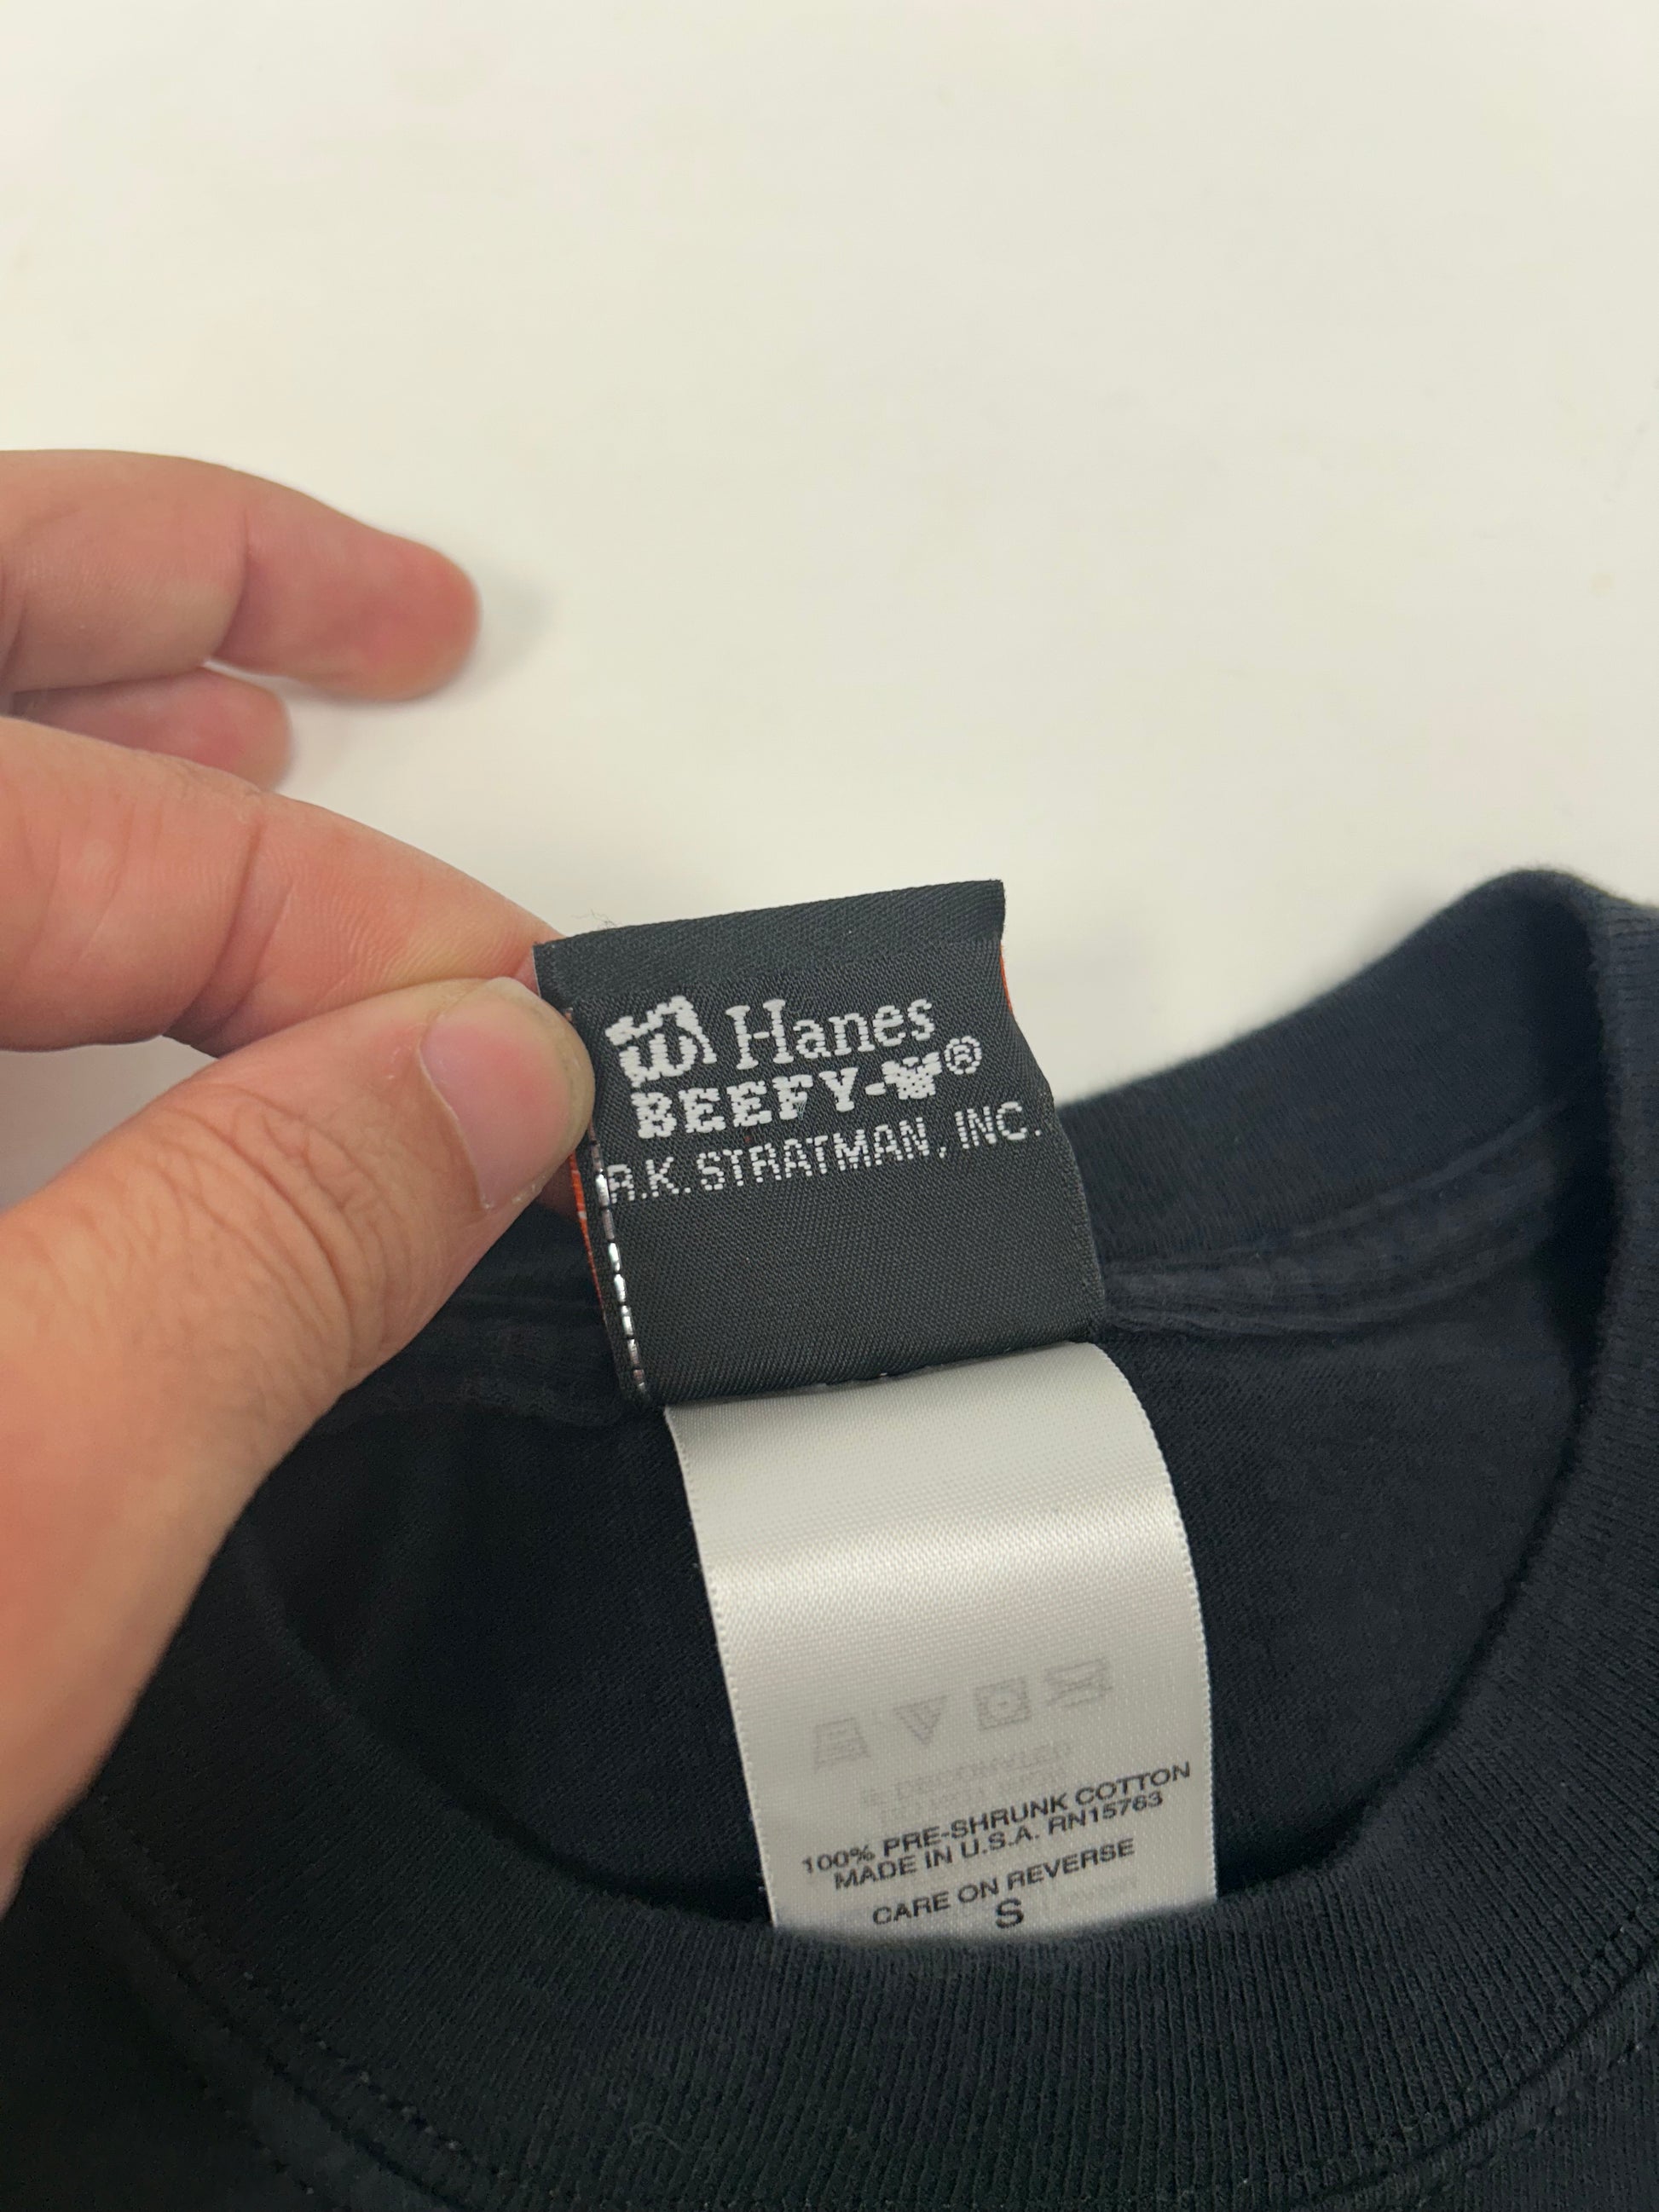 Hanes
BEEFY-T®
R.K. STRATMAN, INC.
100% PRE-SHRUNK COTTON
MADE IN U.S.A. RN15763
CARE ON REVERSE
S